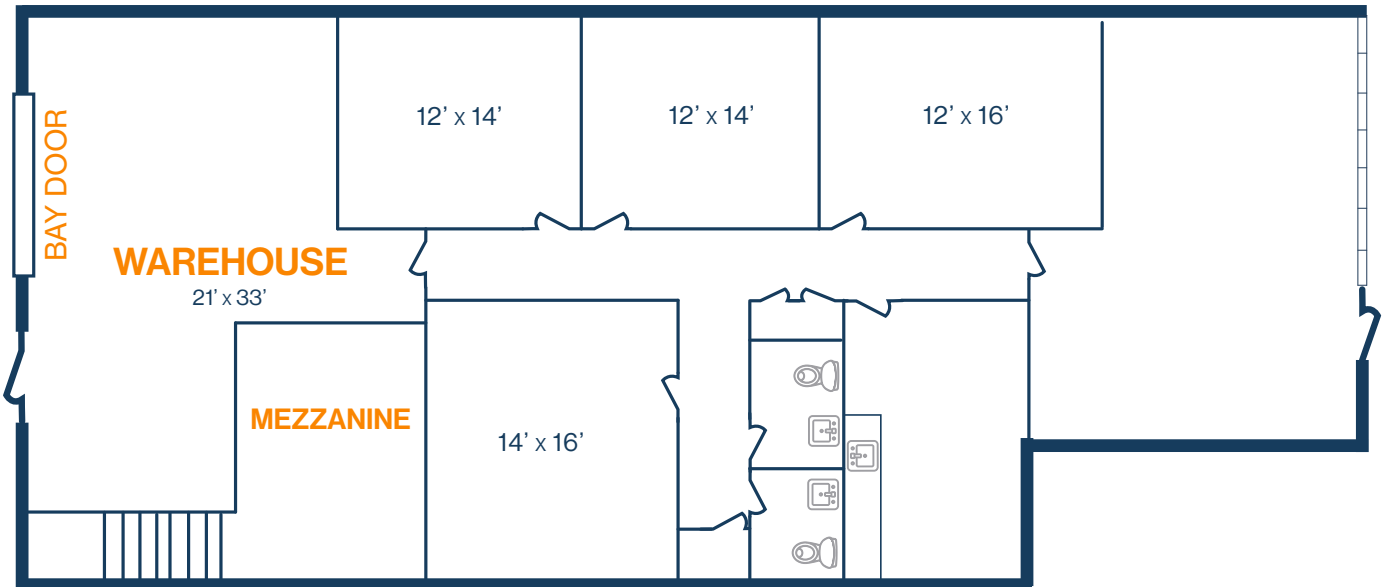 12’ x 14’
12’ x 14’
12’ x 16’
BAY DOOR
WAREHOUSE
21’ x 33’
MEZZANINE
14’ x 16’